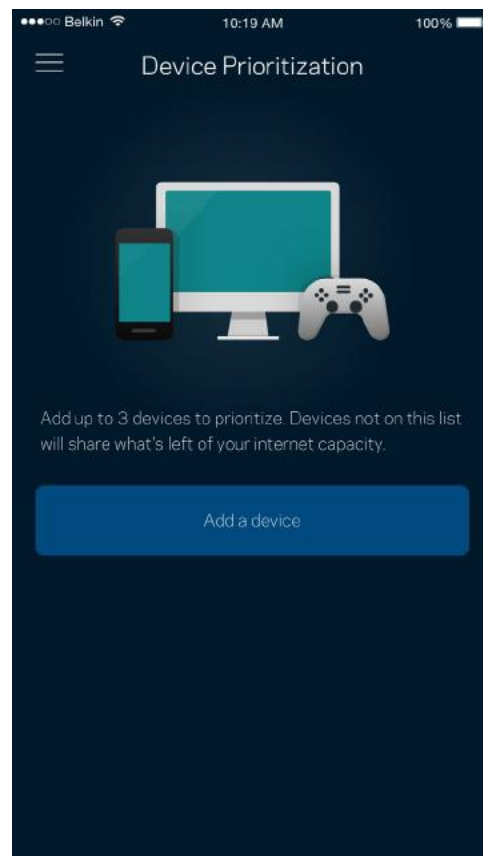 Belkin 10:19 AM 100%
Device Prioritization
Add up to 3 devices to prioritize. Devices not on this list
will share what's left of your internet capacity.
Add a device